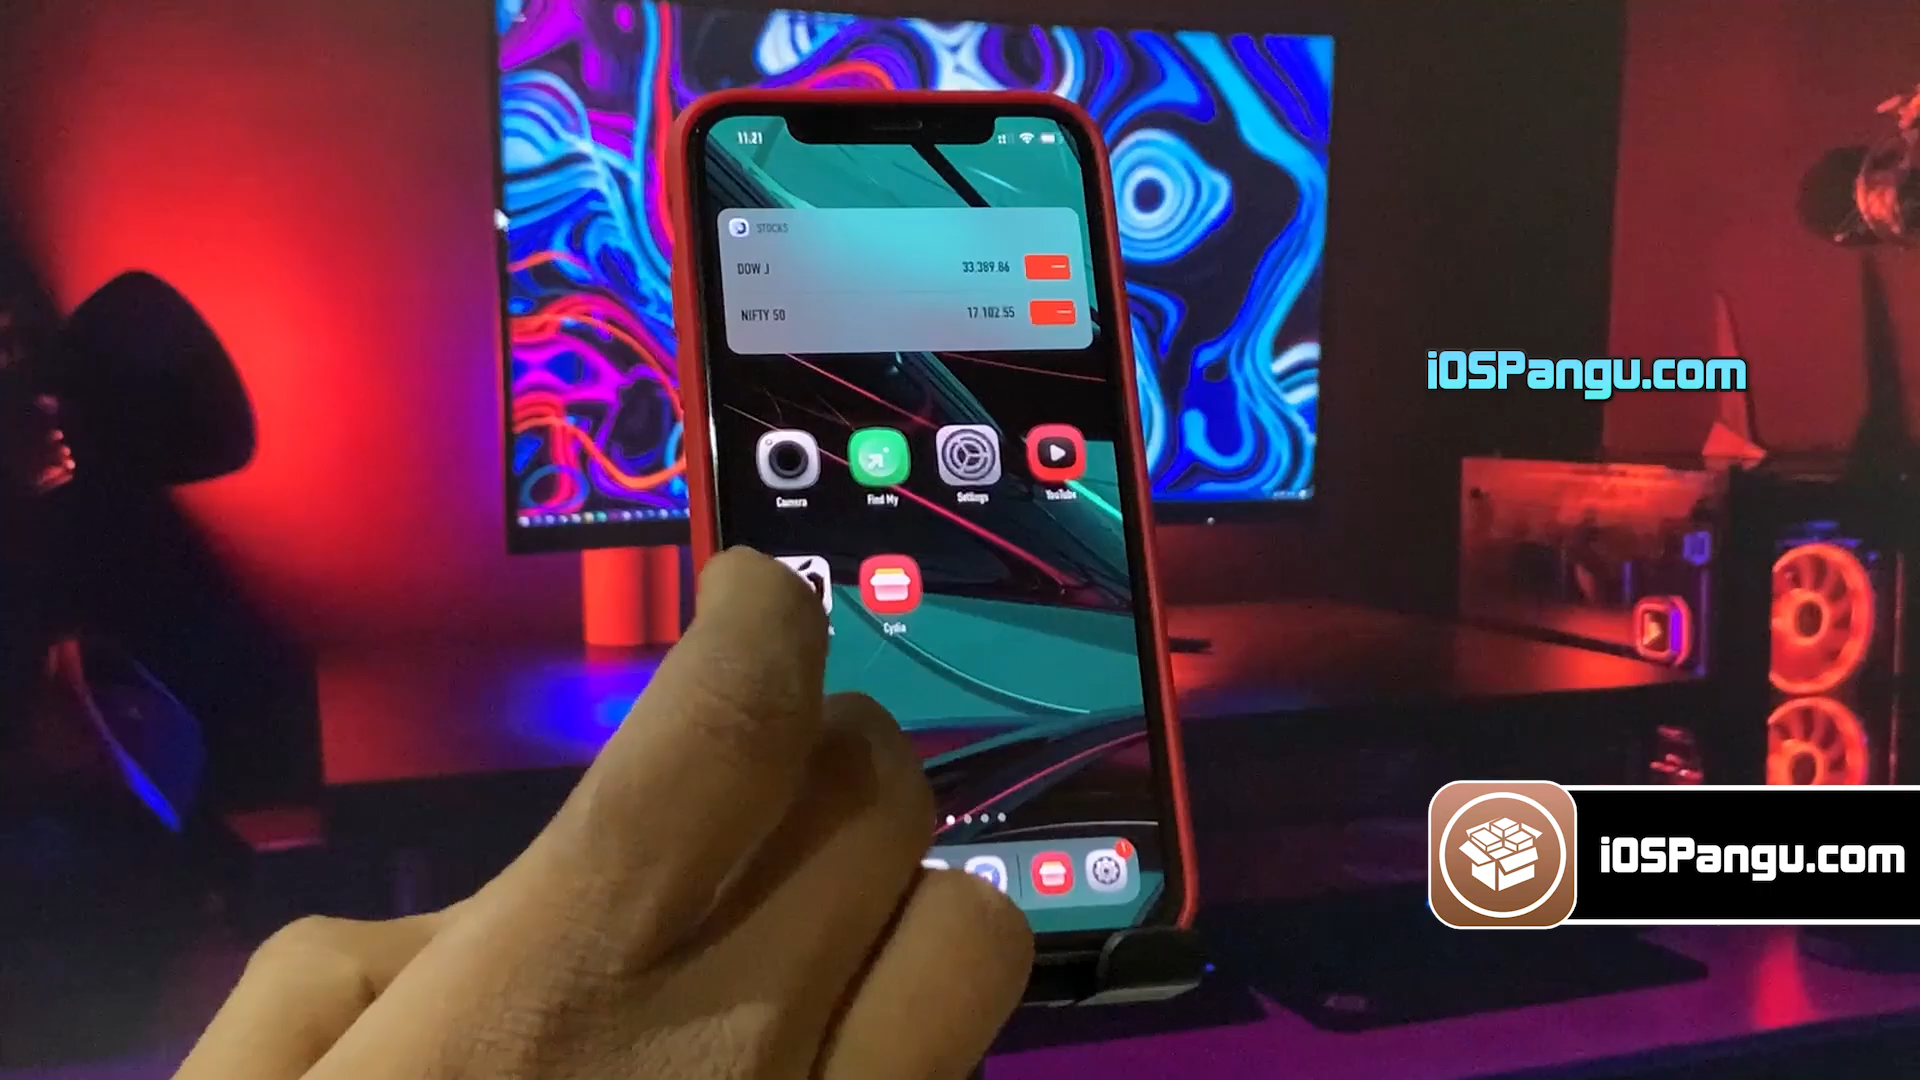 11:21
STOCKS
DOW J 33,389.86
NIFTY 50 17,102.55
iOSPangu.com
Camera
Find My
Settings
YouTube
Cydia
1
iOSPangu.com